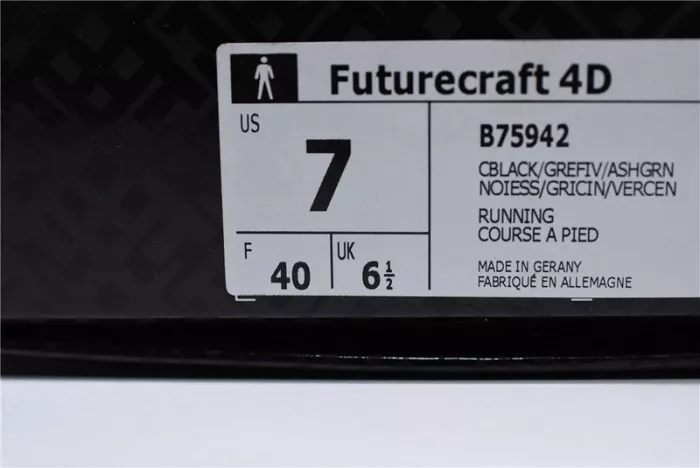 Futurecraft 4D
US
7
F
40
UK
6½
B75942
CBLACK/GREFIV/ASHGRN
NOIESS/GRICIN/VERCEN
RUNNING
COURSE A PIED
MADE IN GERANY
FABRIQUÉ EN ALLEMAGNE